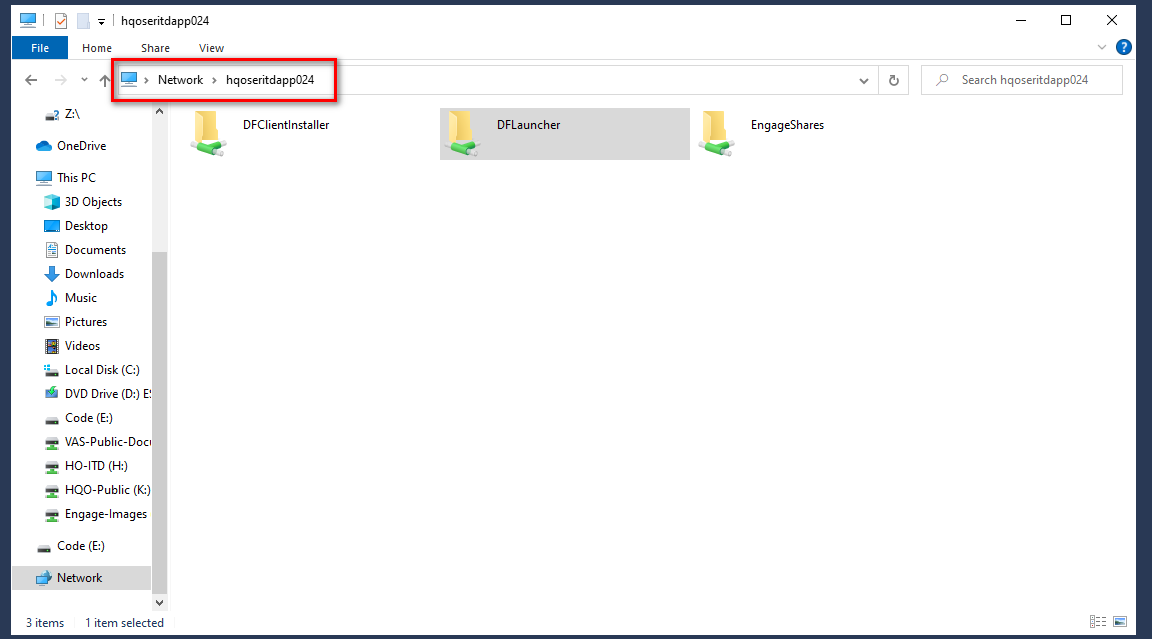 hqoseritdapp024
File Home Share View
Network hqoseritdapp024
Search hqoseritdapp024
Z:\
OneDrive
This PC
3D Objects
Desktop
Documents
Downloads
Music
Pictures
Videos
Local Disk (C:)
DVD Drive (D:) ES
Code (E:)
VAS-Public-Docu
HO-ITD (H:)
HQO-Public (K:)
Engage-Images
Code (E:)
Network
DFClientInstaller DFLauncher EngageShares
3 items 1 item selected